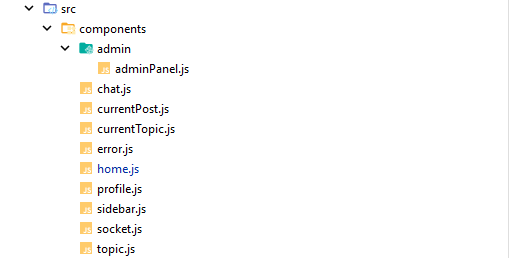 src
components
admin
adminPanel.js
chat.js
currentPost.js
currentTopic.js
error.js
home.js
profile.js
sidebar.js
socket.js
topic.js